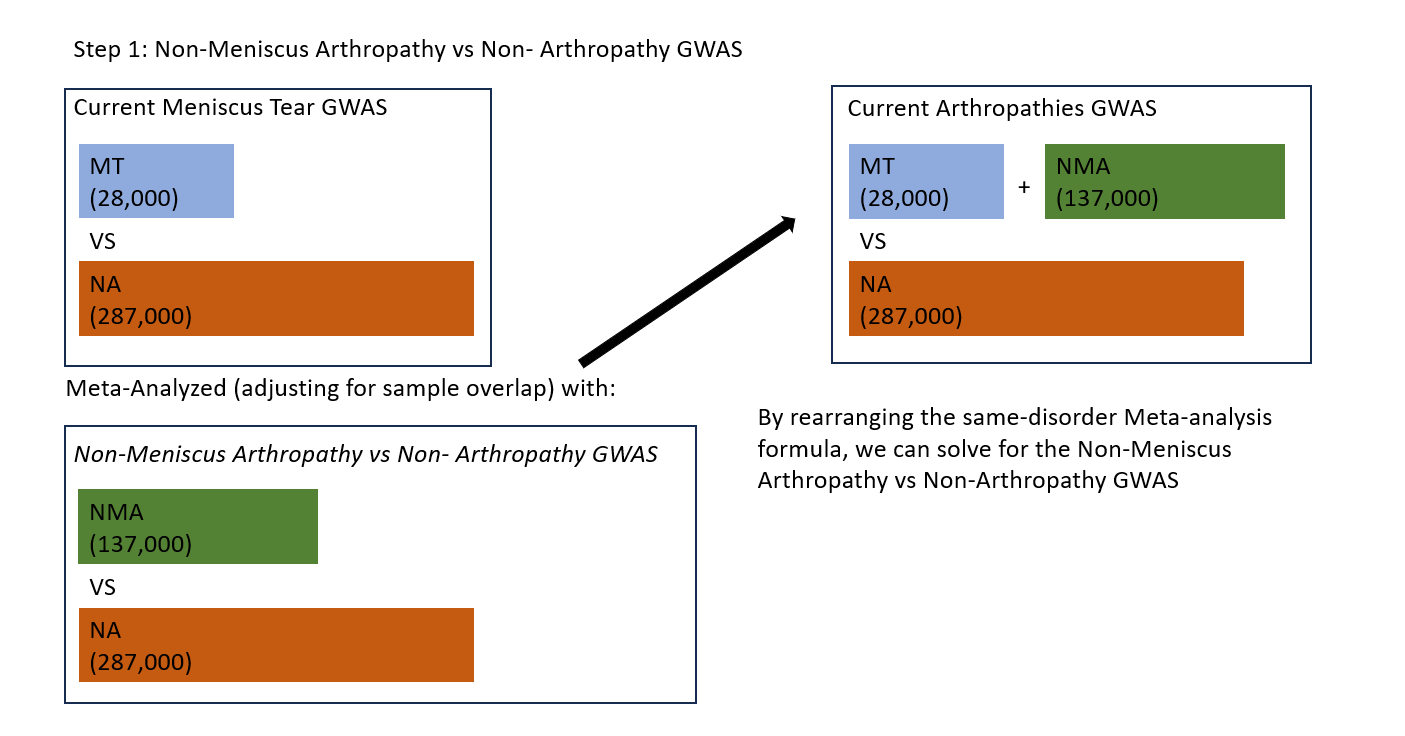 Step 1: Non-Meniscus Arthropathy vs Non- Arthropathy GWAS
Current Meniscus Tear GWAS
MT
(28,000)
VS
NA
(287,000)
Meta-Analyzed (adjusting for sample overlap) with:
Non-Meniscus Arthropathy vs Non- Arthropathy GWAS
NMA
(137,000)
VS
NA
(287,000)
Current Arthropathies GWAS
MT
(28,000)
+
NMA
(137,000)
VS
NA
(287,000)
By rearranging the same-disorder Meta-analysis
formula, we can solve for the Non-Meniscus
Arthropathy vs Non-Arthropathy GWAS